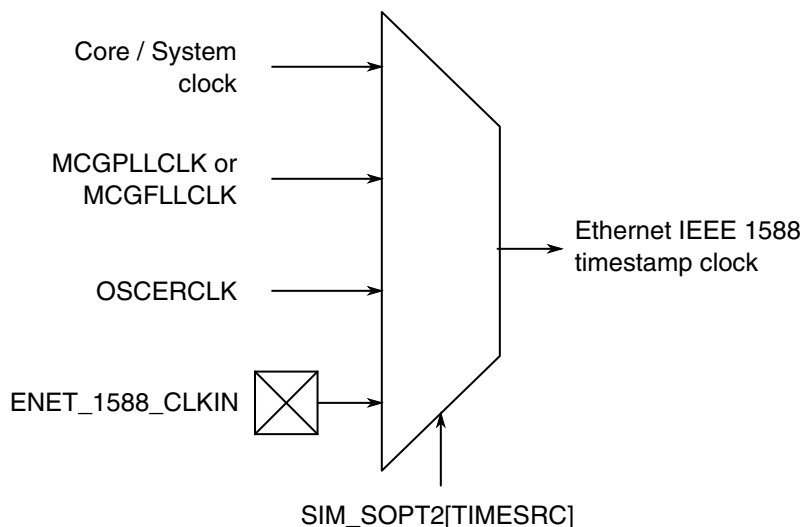 Core / System
clock
MCGPLLCLK or
MCGFLLCLK
OSCERCLK
ENET_1588_CLKIN
Ethernet IEEE 1588
timestamp clock
SIM_SOPT2[TIMESRC]